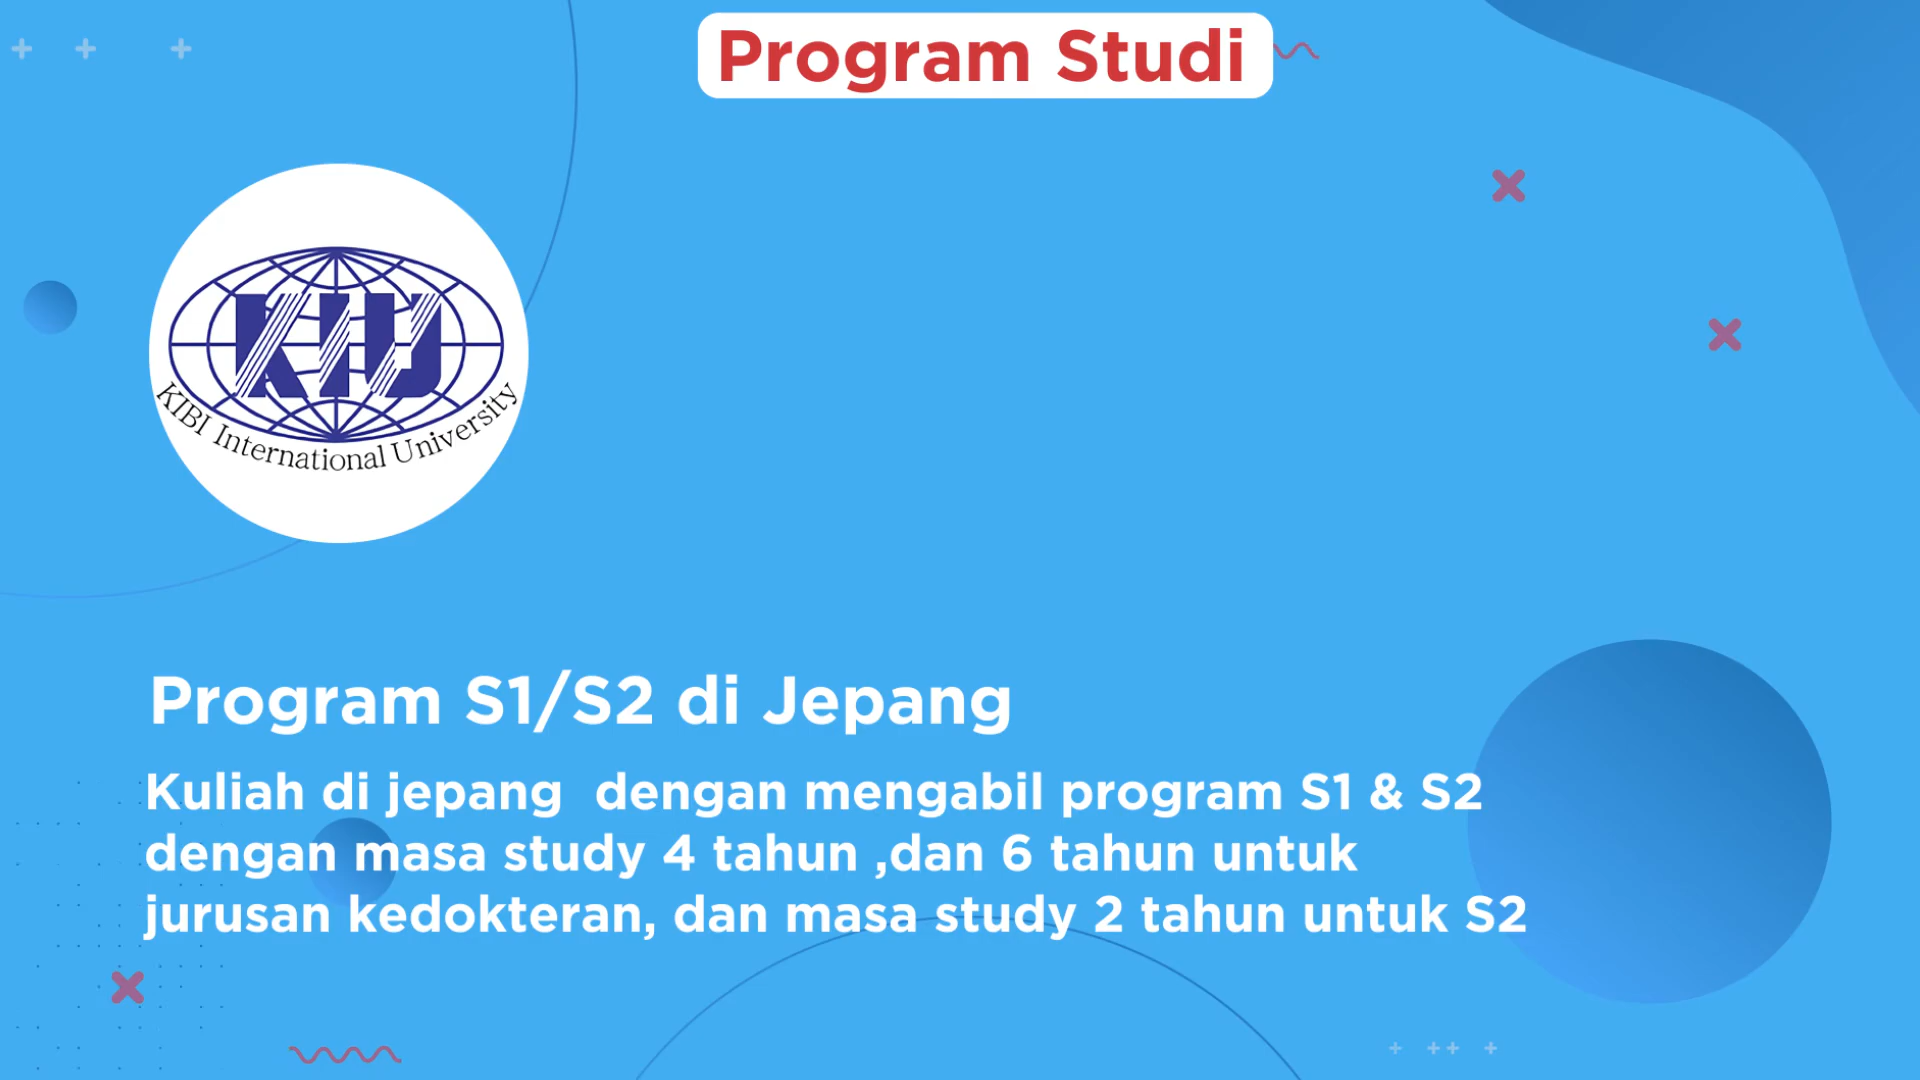 Program Studi
KIU
KIBI International University
Program S1/S2 di Jepang
Kuliah di jepang  dengan mengabil program S1 & S2
dengan masa study 4 tahun ,dan 6 tahun untuk
jurusan kedokteran, dan masa study 2 tahun untuk S2